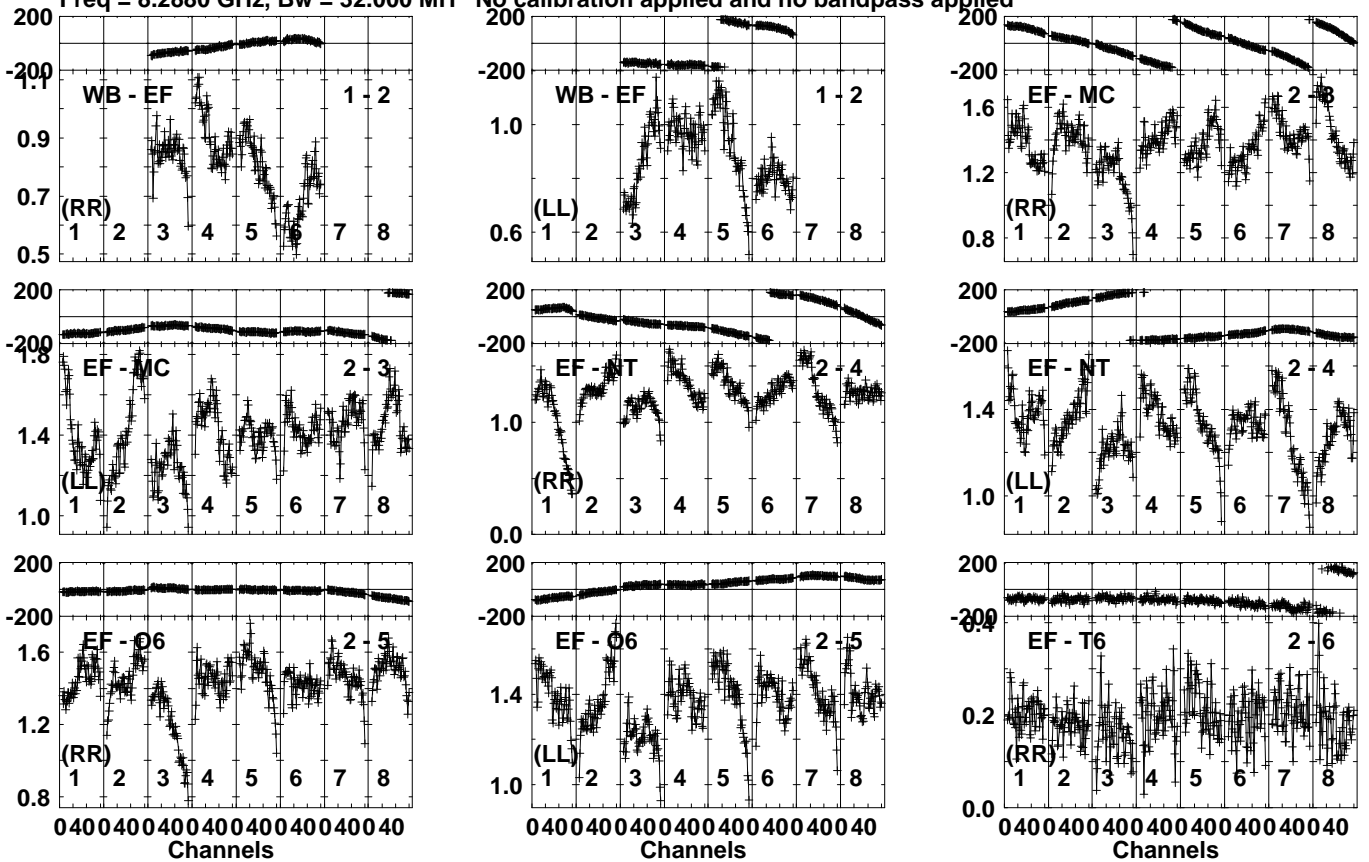 Freq = 8.2880 GHz, Bw = 32.000 MH No calibration applied and no bandpass applied
200
-200
1.1
0.9
0.7
0.5
WB - EF 1 - 2
(RR)
1 2 3 4 5 6 7 8
200
-200
1.0
0.6
WB - EF 1 - 2
(LL)
1 2 3 4 5 6 7 8
200
-200
1.6
1.2
0.8
EF - MC 2 - 3
(RR)
1 2 3 4 5 6 7 8
200
-200
1.8
1.4
1.0
EF - MC 2 - 3
(LL)
1 2 3 4 5 6 7 8
200
-200
1.0
0.0
EF - NT 2 - 4
(RR)
1 2 3 4 5 6 7 8
200
-200
1.4
1.0
EF - NT 2 - 4
(LL)
1 2 3 4 5 6 7 8
200
-200
1.6
1.2
0.8
EF - O6 2 - 5
(RR)
1 2 3 4 5 6 7 8
200
-200
1.4
1.0
EF - O6 2 - 5
(LL)
1 2 3 4 5 6 7 8
200
-200
0.4
0.2
0.0
EF - T6 2 - 6
(RR)
1 2 3 4 5 6 7 8
0 40 0 40 0 40 0 40 0 40 0 40 0 40 0 40
Channels
0 40 0 40 0 40 0 40 0 40 0 40 0 40 0 40
Channels
0 40 0 40 0 40 0 40 0 40 0 40 0 40 0 40
Channels